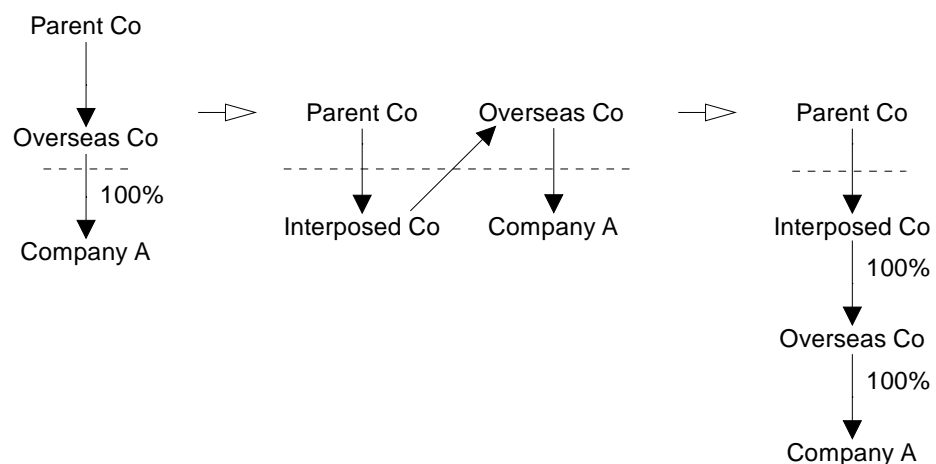 Parent Co
Overseas Co
100%
Company A
Parent Co
Overseas Co
Interposed Co
Company A
Parent Co
Interposed Co
100%
Overseas Co
100%
Company A